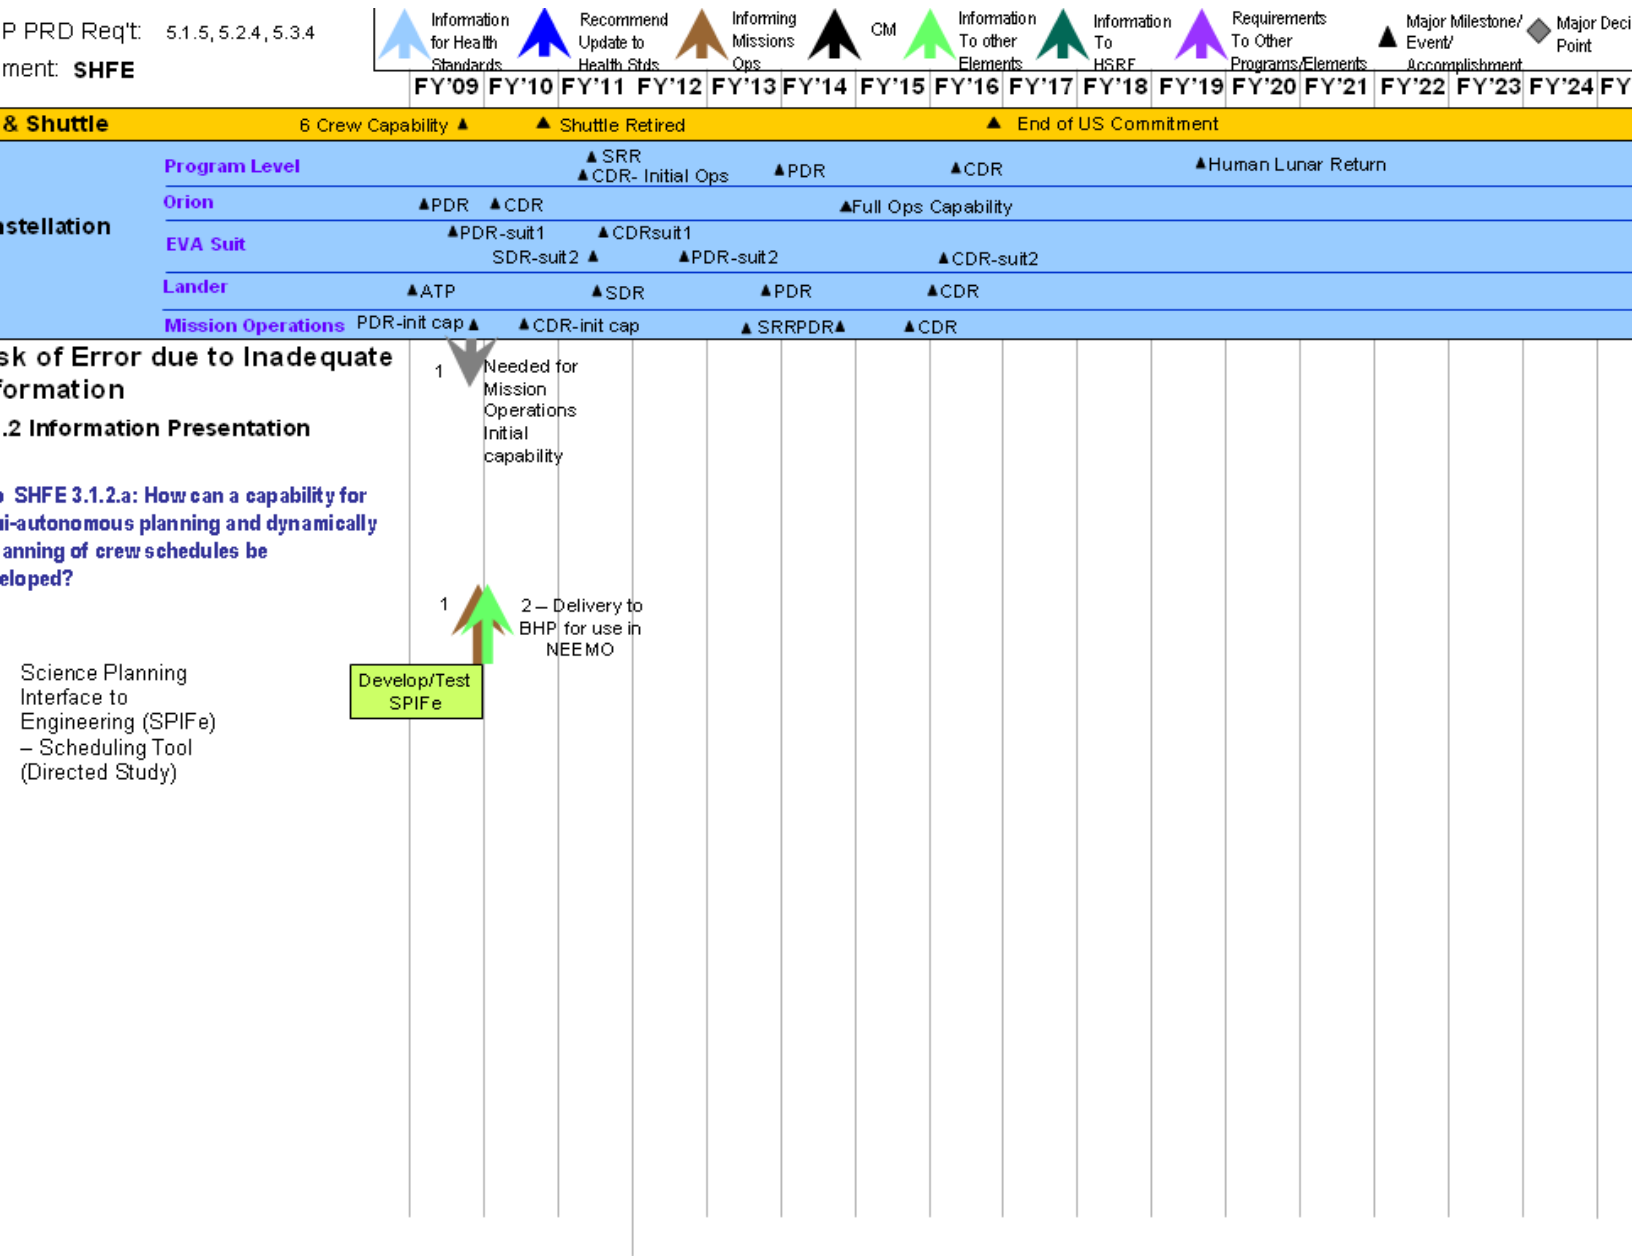 P PRD Req't: 5.1.5, 5.2.4, 5.3.4
ment: SHFE
Information
for Health
Standards
Recommend
Update to
Health Stds
Informing
Missions
Ops
CM
Information
To other
Elements
Information
To
HSRF
Requirements
To Other
Programs/Elements
Major Milestone/
Event/
Accomplishment
Major Deci
Point
FY'09 FY'10 FY'11 FY'12 FY'13 FY'14 FY'15 FY'16 FY'17 FY'18 FY'19 FY'20 FY'21 FY'22 FY'23 FY'24 FY
& Shuttle 6 Crew Capability Shuttle Retired End of US Commitment
nstellation
Program Level
SRR
CDR- Initial Ops
PDR
CDR
Human Lunar Return
Orion PDR CDR Full Ops Capability
EVA Suit
PDR-suit1 CDRsuit1
SDR-suit2 PDR-suit2 CDR-suit2
Lander ATP SDR PDR CDR
Mission Operations PDR-init cap CDR-init cap SRR PDR CDR
sk of Error due to Inadequate
formation
.2 Information Presentation
1
Needed for
Mission
Operations
Initial
capability
SHFE 3.1.2.a: How can a capability for
i-autonomous planning and dynamically
anning of crew schedules be
eloped?
1
2 – Delivery to
BHP for use in
NEEMO
Develop/Test
SPIFe
Science Planning
Interface to
Engineering (SPIFe)
– Scheduling Tool
(Directed Study)